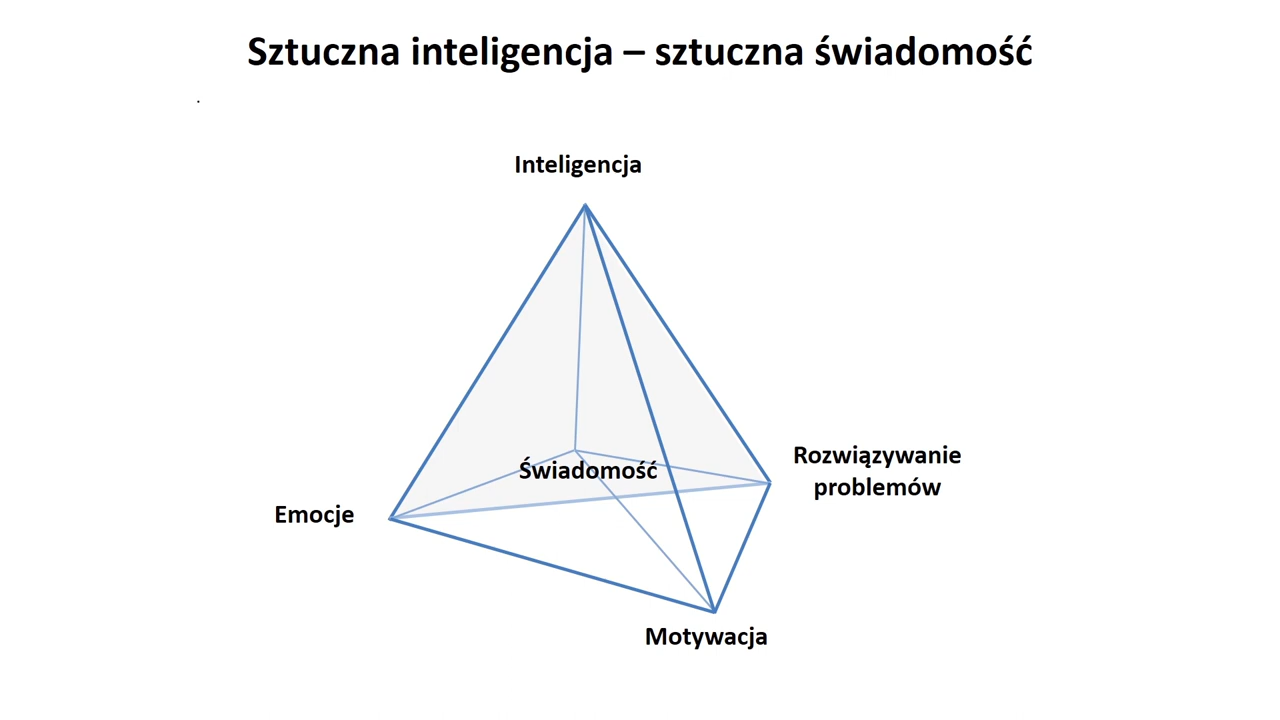 Sztuczna inteligencja – sztuczna świadomość
.
Inteligencja
Rozwiązywanie
problemów
Świadomość
Emocje
Motywacja